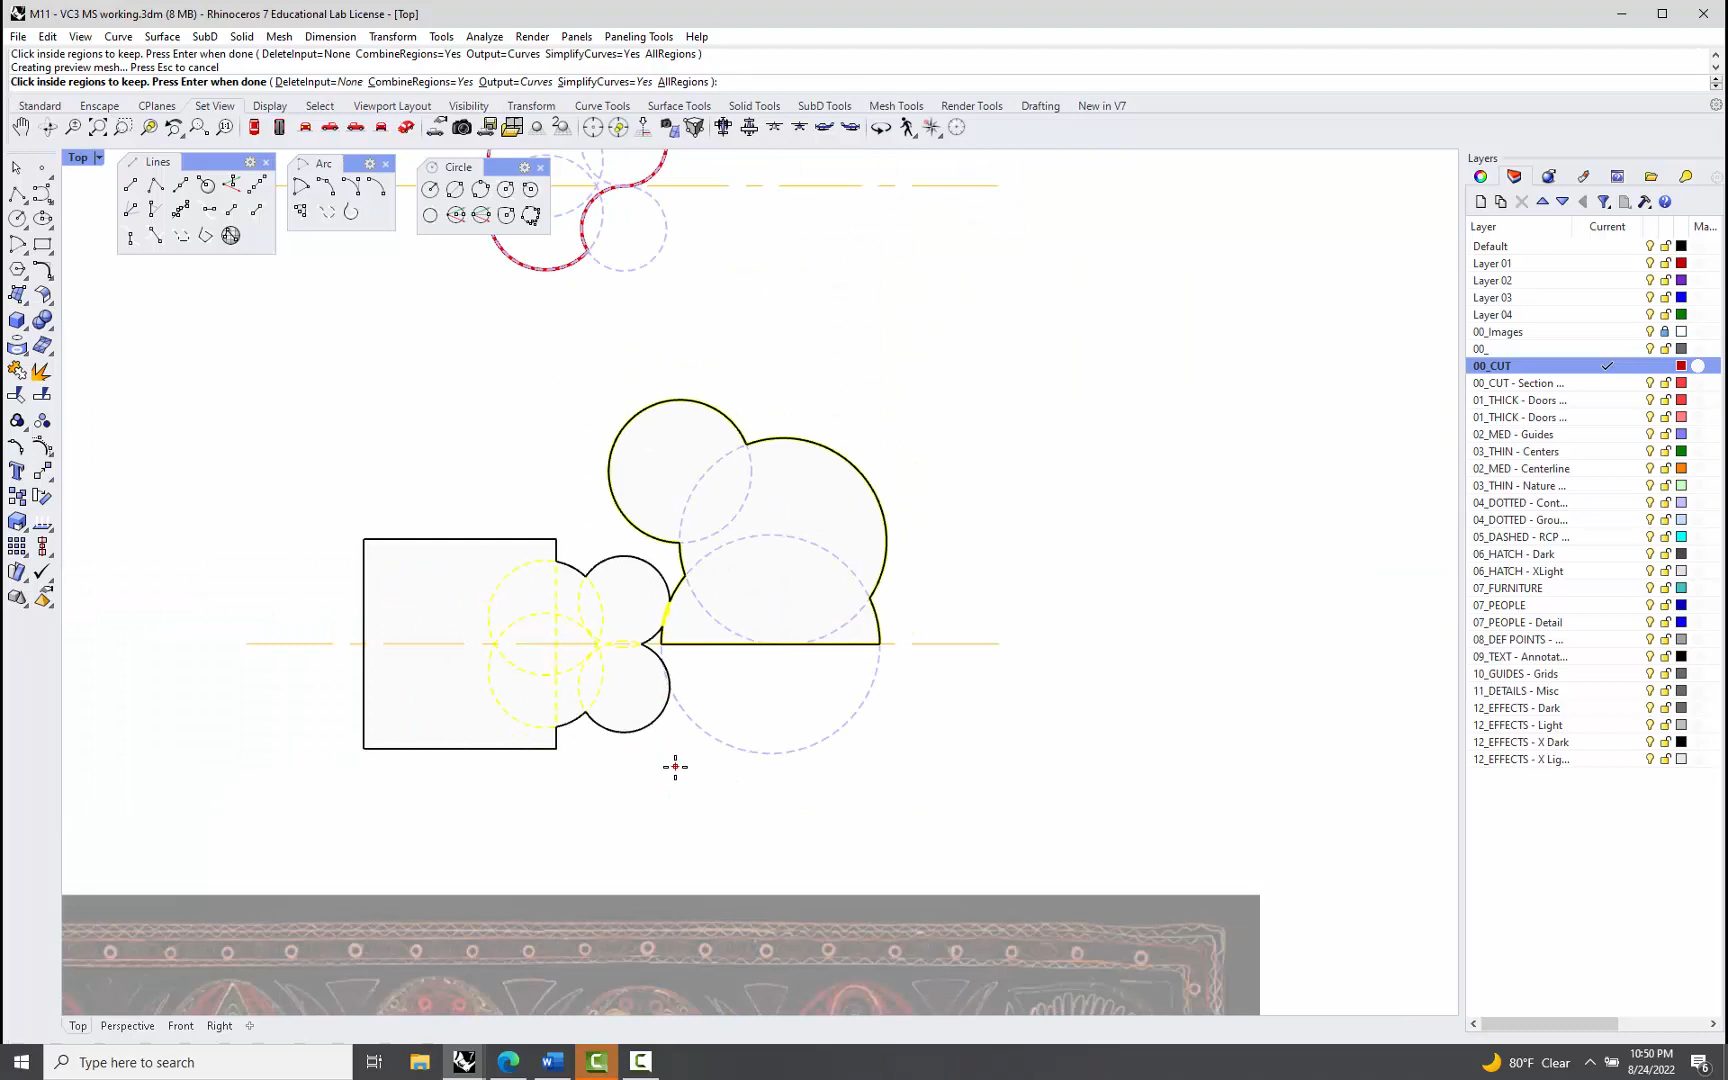 M11 - VC3 MS working.3dm (8 MB) - Rhinoceros 7 Educational Lab License - [Top]
File Edit View Curve Surface SubD Solid Mesh Dimension Transform Tools Analyze Render Panels Paneling Tools Help
Click inside regions to keep. Press Enter when done ( DeleteInput=None CombineRegions=Yes Output=Curves SimplifyCurves=Yes AllRegions )
Creating preview mesh... Press Esc to cancel
Click inside regions to keep. Press Enter when done ( DeleteInput=None CombineRegions=Yes Output=Curves SimplifyCurves=Yes AllRegions ):
Standard Enscape CPlanes Set View Display Select Viewport Layout Visibility Transform Curve Tools Surface Tools Solid Tools SubD Tools Mesh Tools Render Tools Drafting New in V7
Top
Lines
Arc
Circle
Layers
Layer Current Ma...
Default
Layer 01
Layer 02
Layer 03
Layer 04
00_Images
00_
00_CUT
00_CUT - Section ...
01_THICK - Doors ...
01_THICK - Doors ...
02_MED - Guides
03_THIN - Centers
02_MED - Centerline
03_THIN - Nature ...
04_DOTTED - Cont...
04_DOTTED - Grou...
05_DASHED - RCP ...
06_HATCH - Dark
06_HATCH - XLight
07_FURNITURE
07_PEOPLE
07_PEOPLE - Detail
08_DEF POINTS - ...
09_TEXT - Annotat...
10_GUIDES - Grids
11_DETAILS - Misc
12_EFFECTS - Dark
12_EFFECTS - Light
12_EFFECTS - X Dark
12_EFFECTS - X Lig...
Top Perspective Front Right
Type here to search
80°F Clear
10:50 PM
8/24/2022
6